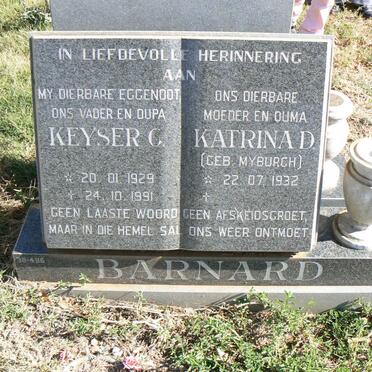 IN LIEFDEVOLLE HERINNERING
AAN
MY DIERBARE EGGENOOT
ONS VADER EN OUPA
KEYSER G.
☆ 20 01 1929
+ 24 10 1991
ONS DIERBARE
MOEDER EN OUMA
KATRINA D.
(GEB. MYBURGH)
☆ 22. 07. 1932
+
GEEN LAASTE WOORD GEEN AFSKEIDSGROET,
MAAR IN DIE HEMEL SAL ONS WEER ONTMOET
BARNARD